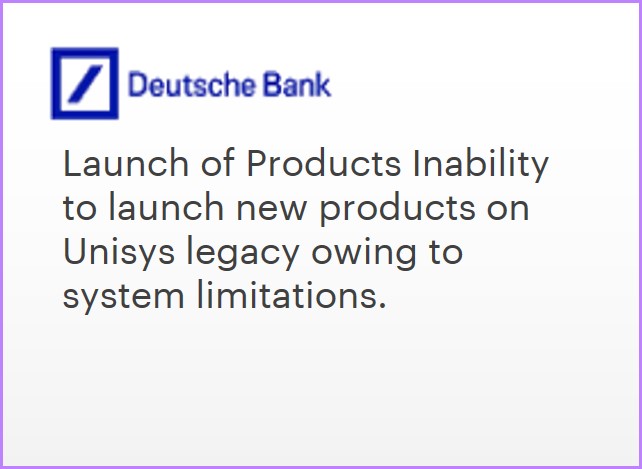 Deutsche Bank
Launch of Products Inability
to launch new products on
Unisys legacy owing to
system limitations.